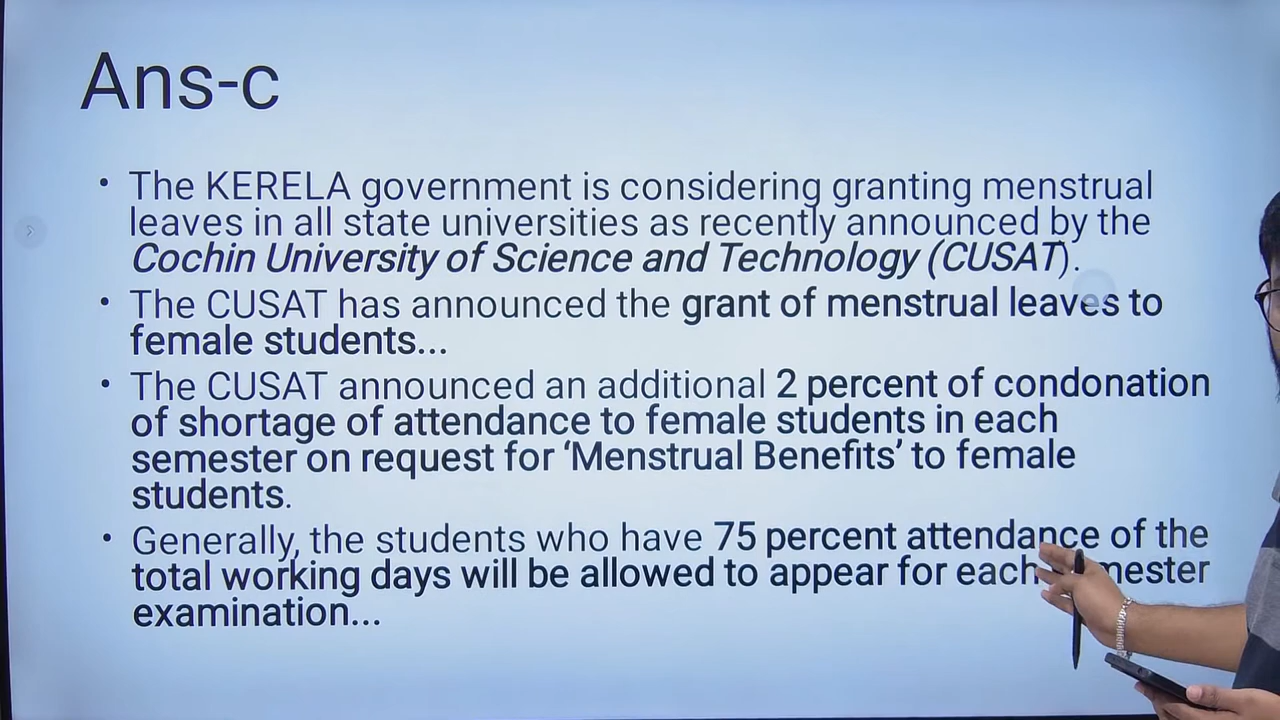 Ans-c
• The KERELA government is considering granting menstrual
leaves in all state universities as recently announced by the
Cochin University of Science and Technology (CUSAT).
• The CUSAT has announced the grant of menstrual leaves to
female students...
• The CUSAT announced an additional 2 percent of condonation
of shortage of attendance to female students in each
semester on request for ‘Menstrual Benefits’ to female
students.
• Generally, the students who have 75 percent attendance of the
total working days will be allowed to appear for each mester
examination...